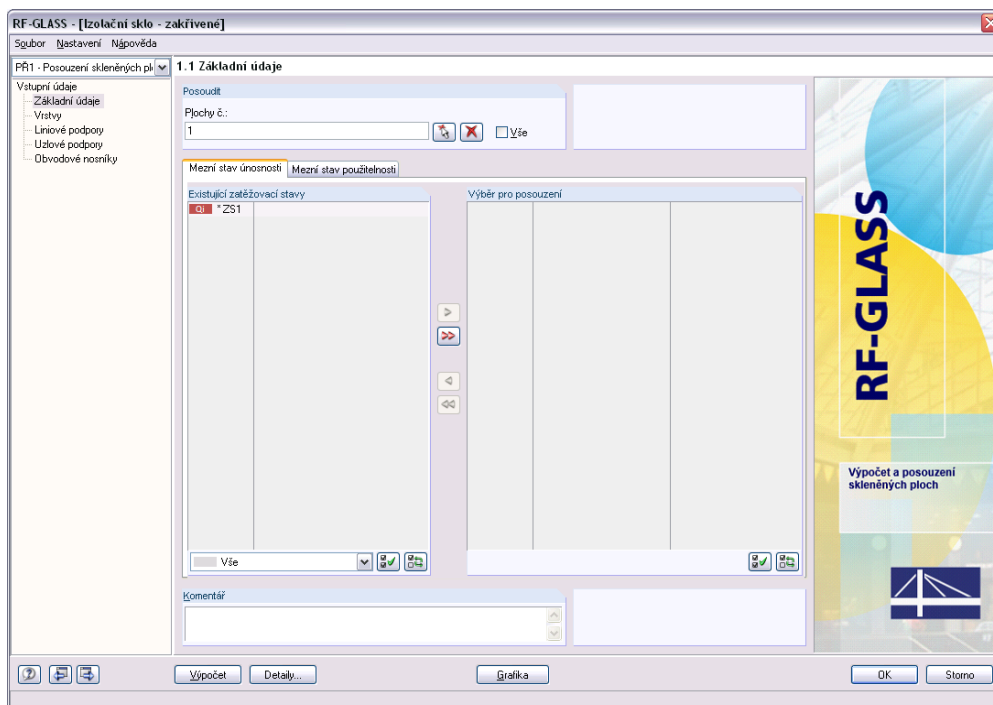 RF-GLASS - [Izolační sklo - zakřivené]
Soubor Nastavení Nápověda
PŘ1 - Posouzení skleněných pl
1.1 Základní údaje
Vstupní údaje
Základní údaje
Vrstvy
Liniové podpory
Uzlové podpory
Obvodové nosníky
Posoudit
Plochy č.:
1
Vše
Mezní stav únosnosti
Mezní stav použitelnosti
Existující zatěžovací stavy
Výběr pro posouzení
Qi *ZS1
Vše
Komentář
RF-GLASS
Výpočet a posouzení
skleněných ploch
Výpočet
Detaily...
Grafika
OK
Storno